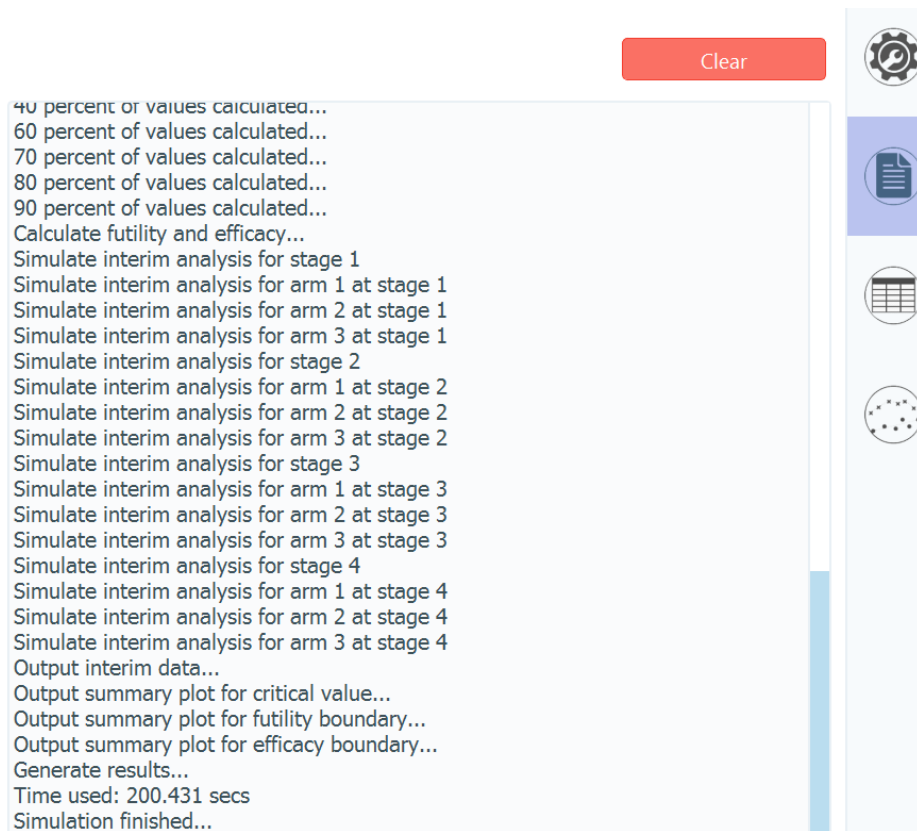 Clear
40 percent of values calculated...
60 percent of values calculated...
70 percent of values calculated...
80 percent of values calculated...
90 percent of values calculated...
Calculate futility and efficacy...
Simulate interim analysis for stage 1
Simulate interim analysis for arm 1 at stage 1
Simulate interim analysis for arm 2 at stage 1
Simulate interim analysis for arm 3 at stage 1
Simulate interim analysis for stage 2
Simulate interim analysis for arm 1 at stage 2
Simulate interim analysis for arm 2 at stage 2
Simulate interim analysis for arm 3 at stage 2
Simulate interim analysis for stage 3
Simulate interim analysis for arm 1 at stage 3
Simulate interim analysis for arm 2 at stage 3
Simulate interim analysis for arm 3 at stage 3
Simulate interim analysis for stage 4
Simulate interim analysis for arm 1 at stage 4
Simulate interim analysis for arm 2 at stage 4
Simulate interim analysis for arm 3 at stage 4
Output interim data...
Output summary plot for critical value...
Output summary plot for futility boundary...
Output summary plot for efficacy boundary...
Generate results...
Time used: 200.431 secs
Simulation finished...